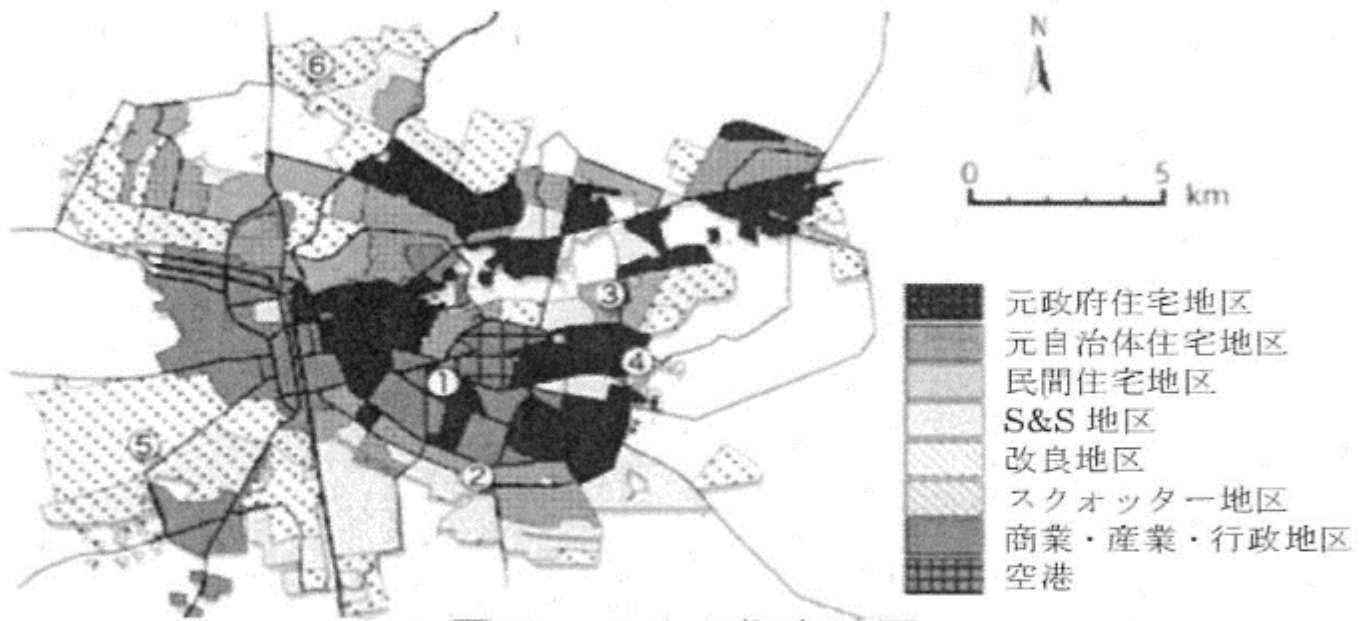 N
0 5 km
元政府住宅地区
元自治体住宅地区
民間住宅地区
S&S 地区
改良地区
スクォッター地区
商業・産業・行政地区
空港
⑥
③
④
①
⑤
②